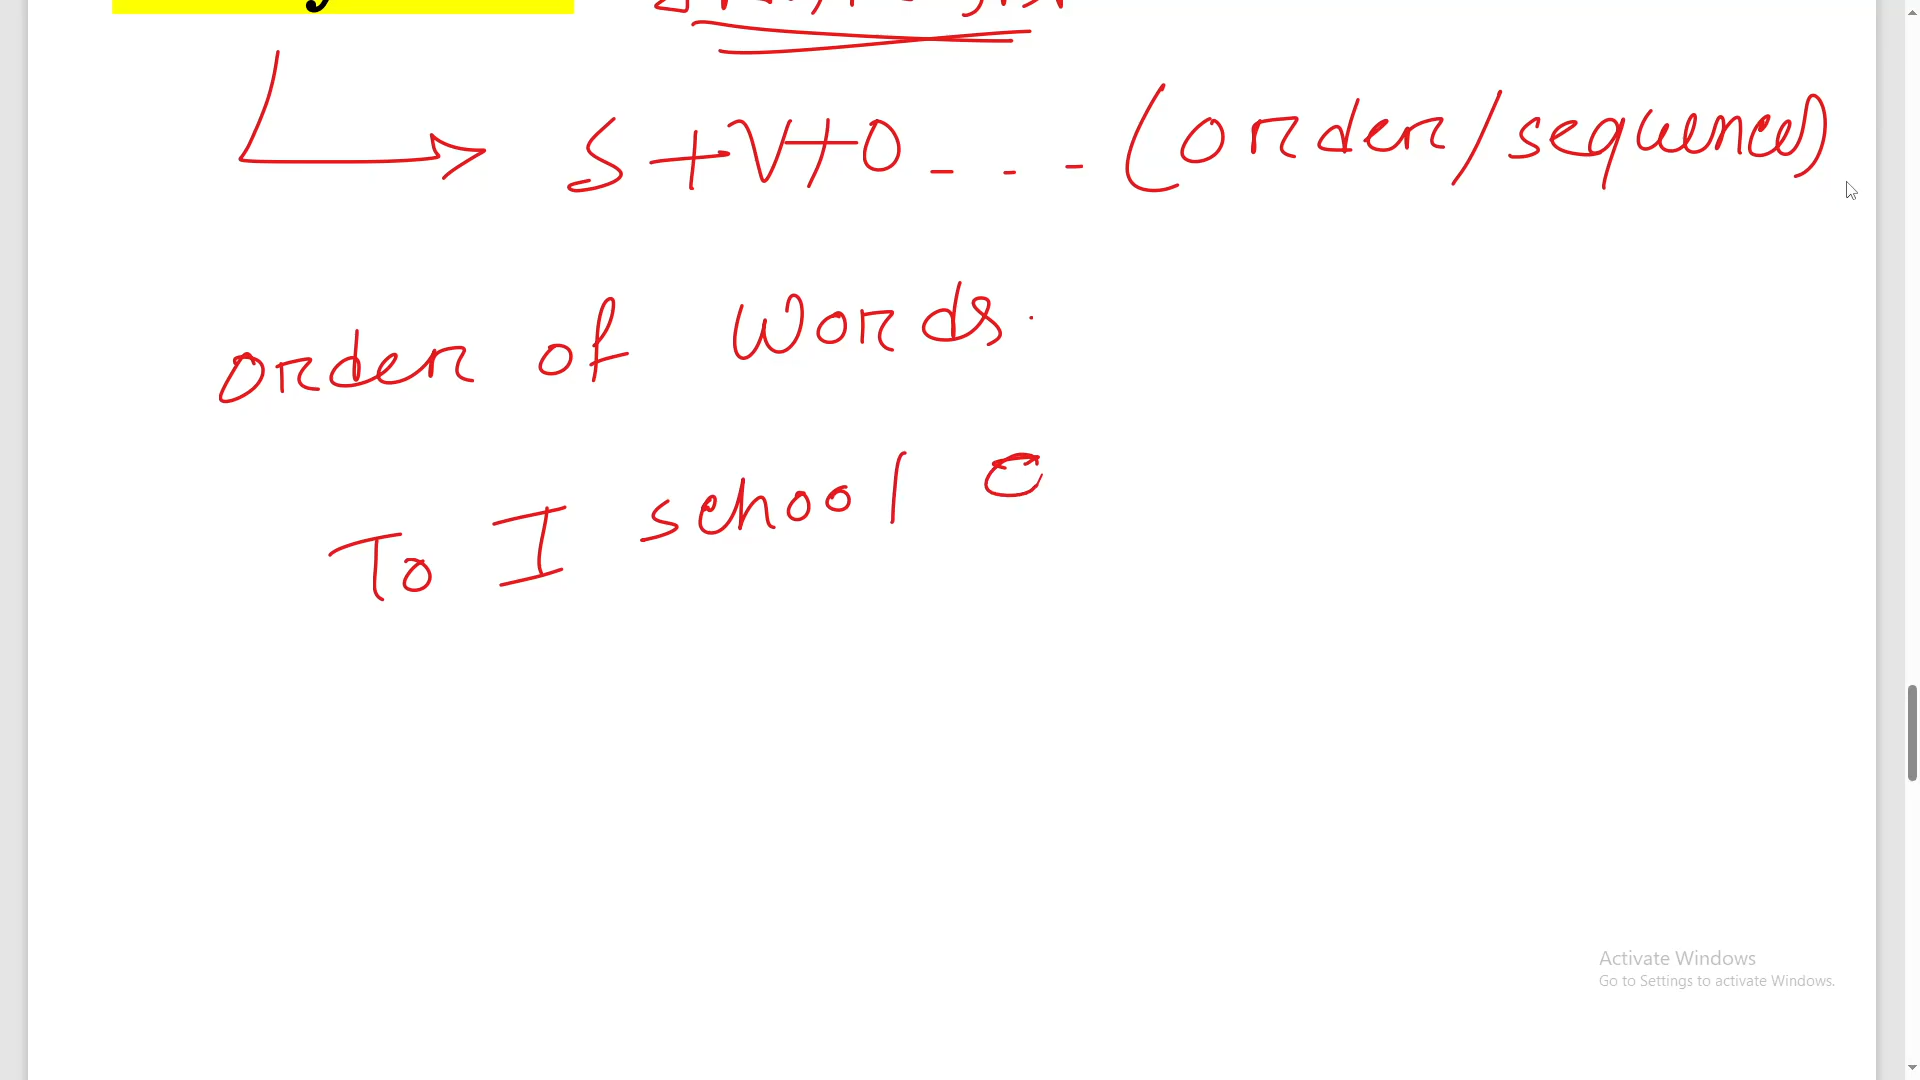 S+V+O - - - (order/sequence)
order of words.
To I school
Activate Windows
Go to Settings to activate Windows.